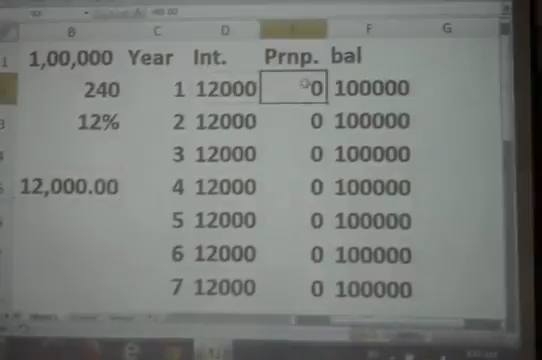 B C D E F G
1 1,00,000 Year Int. Prnp. bal
240 1 12000 0 100000
3 12% 2 12000 0 100000
3 12000 0 100000
12,000.00 4 12000 0 100000
5 12000 0 100000
6 12000 0 100000
7 12000 0 100000